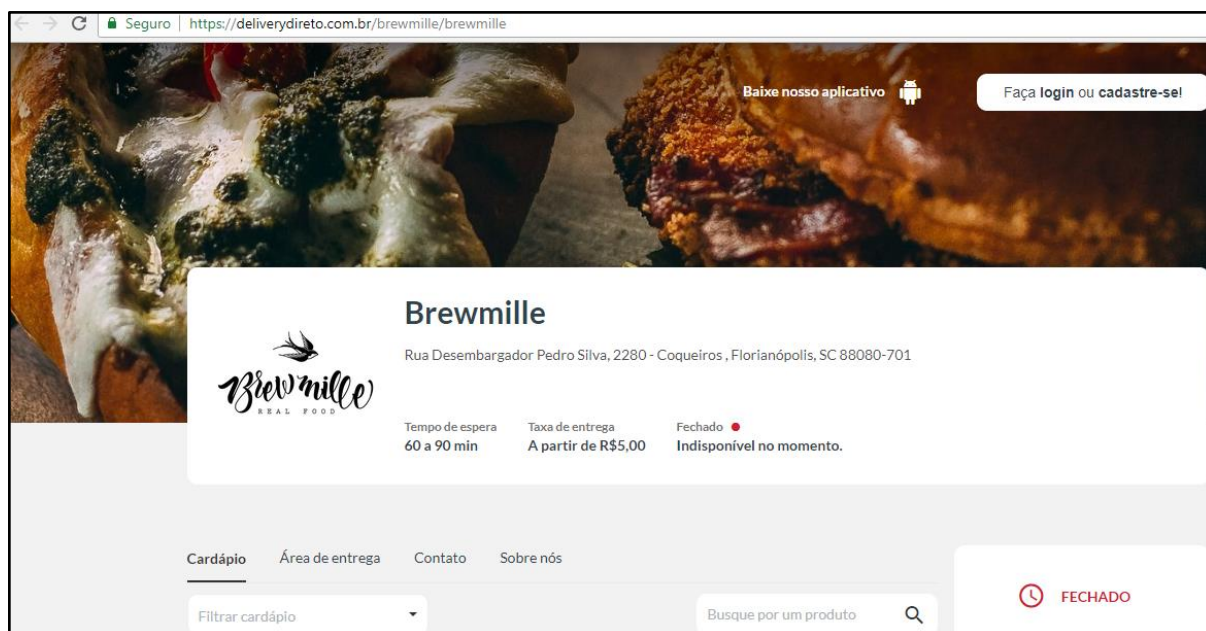 Seguro | https://deliverydireto.com.br/brewmille/brewmille
Baixe nosso aplicativo
Faça login ou cadastre-se!
Brewmille
REAL FOOD
Brewmille
Rua Desembargador Pedro Silva, 2280 - Coqueiros , Florianópolis, SC 88080-701
Tempo de espera Taxa de entrega Fechado
60 a 90 min A partir de R$5,00 Indisponível no momento.
Cardápio Área de entrega Contato Sobre nós
Filtrar cardápio Busque por um produto
FECHADO